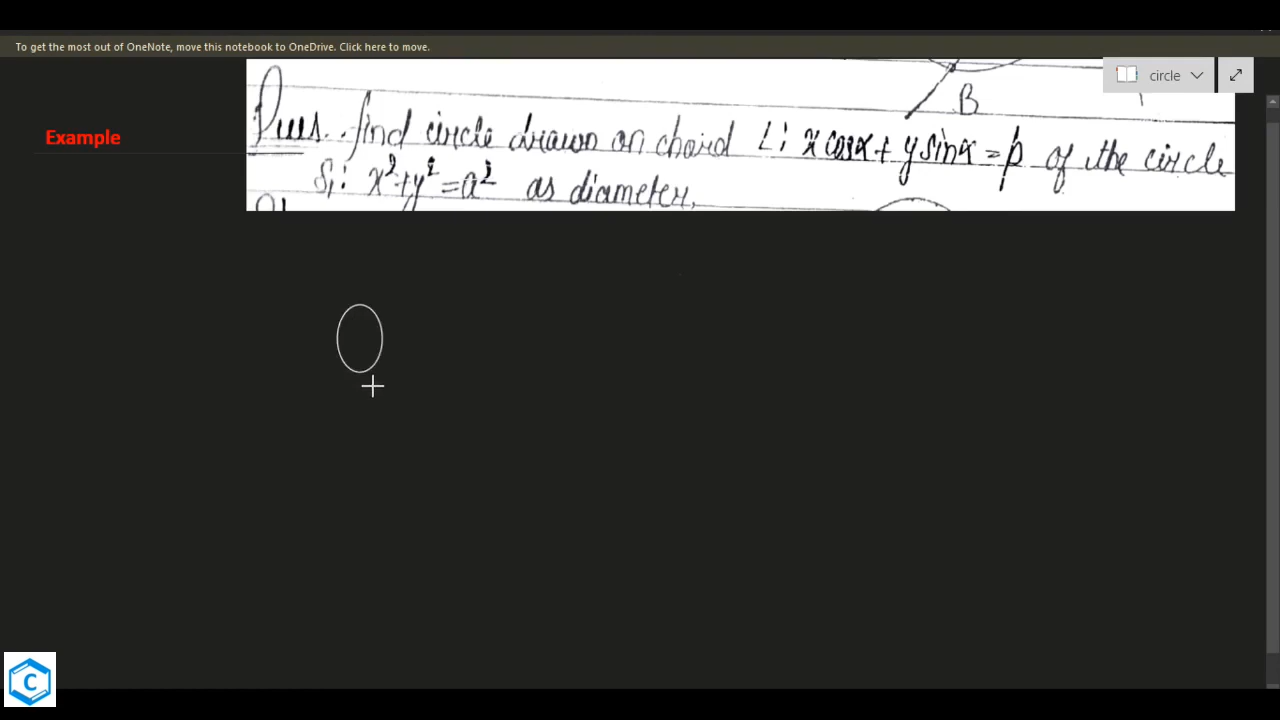 To get the most out of OneNote, move this notebook to OneDrive. Click here to move.
circle
B
Example
Ques. . find circle drawn on chord L: x cosα + y sinα = p of the circle
S₁: x² + y² = a² as diameter.
C